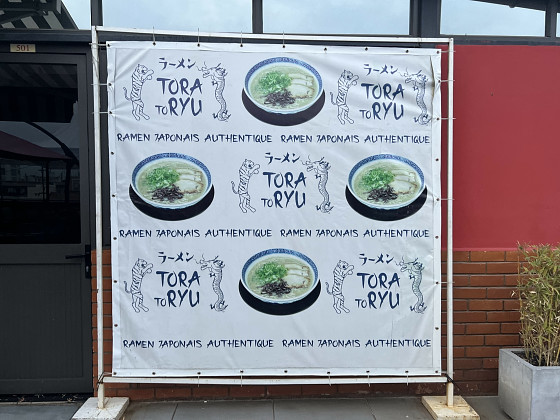 501
ラーメン ラーメン
TORA TORA
TO RYU TO RYU
RAMEN JAPONAIS AUTHENTIQUE RAMEN JAPONAIS AUTHENTIQUE
ラーメン
TORA
TO RYU
RAMEN JAPONAIS AUTHENTIQUE RAMEN JAPONAIS AUTHENTIQUE
ラーメン ラーメン
TORA TORA
TO RYU TO RYU
RAMEN JAPONAIS AUTHENTIQUE RAMEN JAPONAIS AUTHENTIQUE